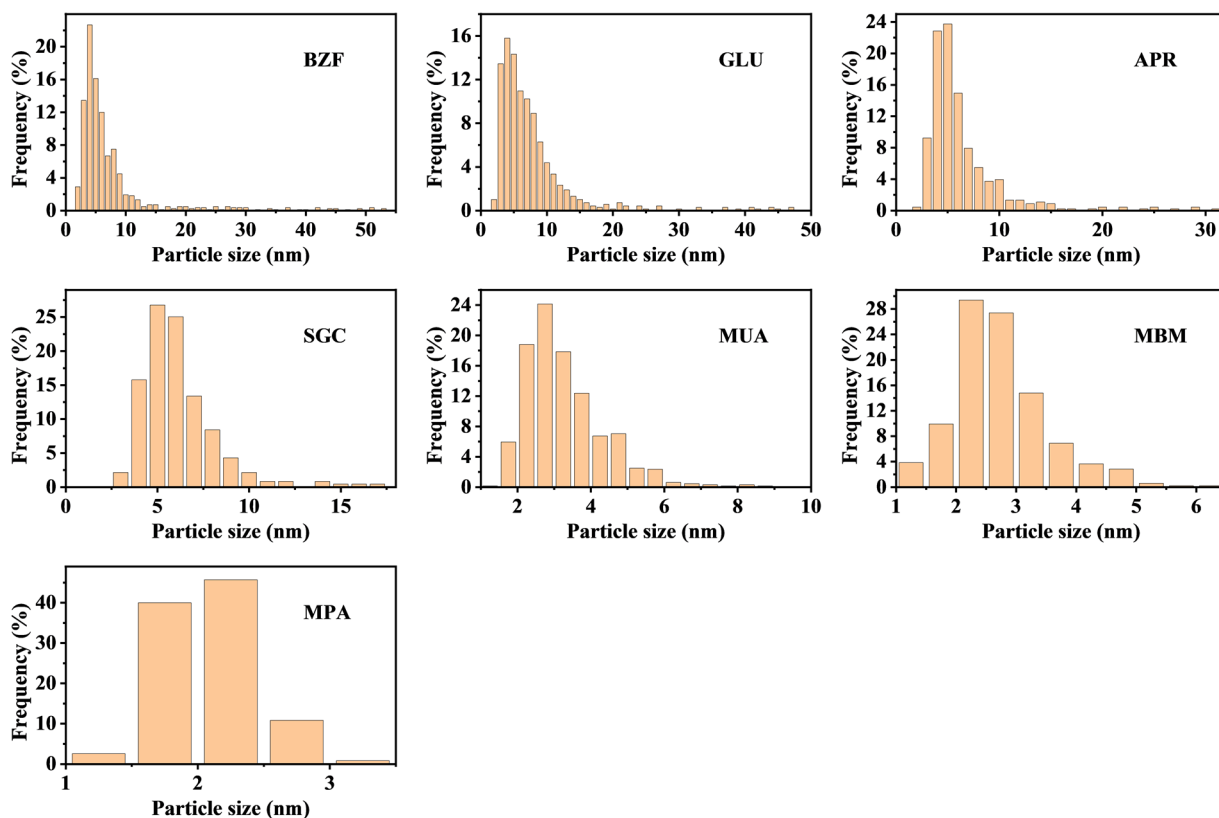 BZF
Frequency (%)
0 4 8 12 16 20
0 10 20 30 40 50
Particle size (nm)
GLU
Frequency (%)
0 4 8 12 16
0 10 20 30 40 50
Particle size (nm)
APR
Frequency (%)
0 4 8 12 16 20 24
0 10 20 30
Particle size (nm)
SGC
Frequency (%)
0 5 10 15 20 25
0 5 10 15
Particle size (nm)
MUA
Frequency (%)
0 4 8 12 16 20 24
2 4 6 8 10
Particle size (nm)
MBM
Frequency (%)
0 4 8 12 16 20 24 28
1 2 3 4 5 6
Particle size (nm)
MPA
Frequency (%)
0 10 20 30 40
1 2 3
Particle size (nm)